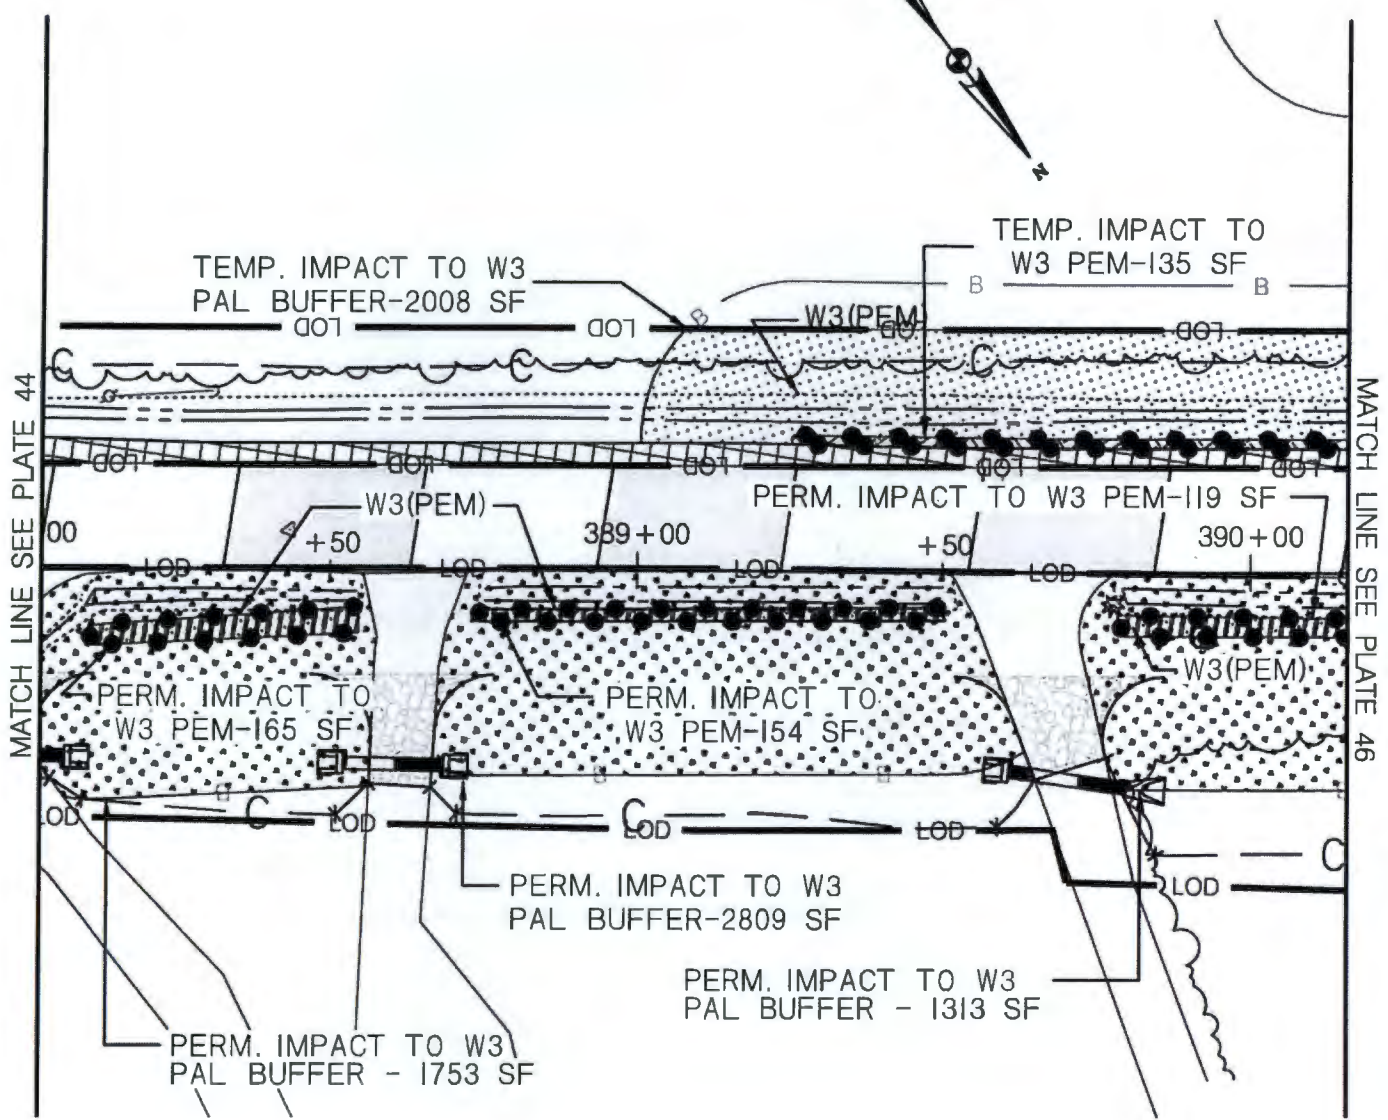 N
TEMP. IMPACT TO
W3 PEM-135 SF
TEMP. IMPACT TO W3
PAL BUFFER-2008 SF
B
B
B
W3(PEM)
LOD
LOD
LOD
LOD
C
C
C
MATCH LINE SEE PLATE 44
MATCH LINE SEE PLATE 46
LOD
LOD
LOD
LOD
LOD
PERM. IMPACT TO W3 PEM-119 SF
W3(PEM)
00
+50
389+00
+50
390+00
LOD
LOD
LOD
LOD
W3(PEM)
PERM. IMPACT TO
W3 PEM-165 SF
PERM. IMPACT TO
W3 PEM-154 SF
LOD
C
LOD
C
LOD
LOD
C
LOD
PERM. IMPACT TO W3
PAL BUFFER-2809 SF
PERM. IMPACT TO W3
PAL BUFFER - 1313 SF
PERM. IMPACT TO W3
PAL BUFFER - 1753 SF